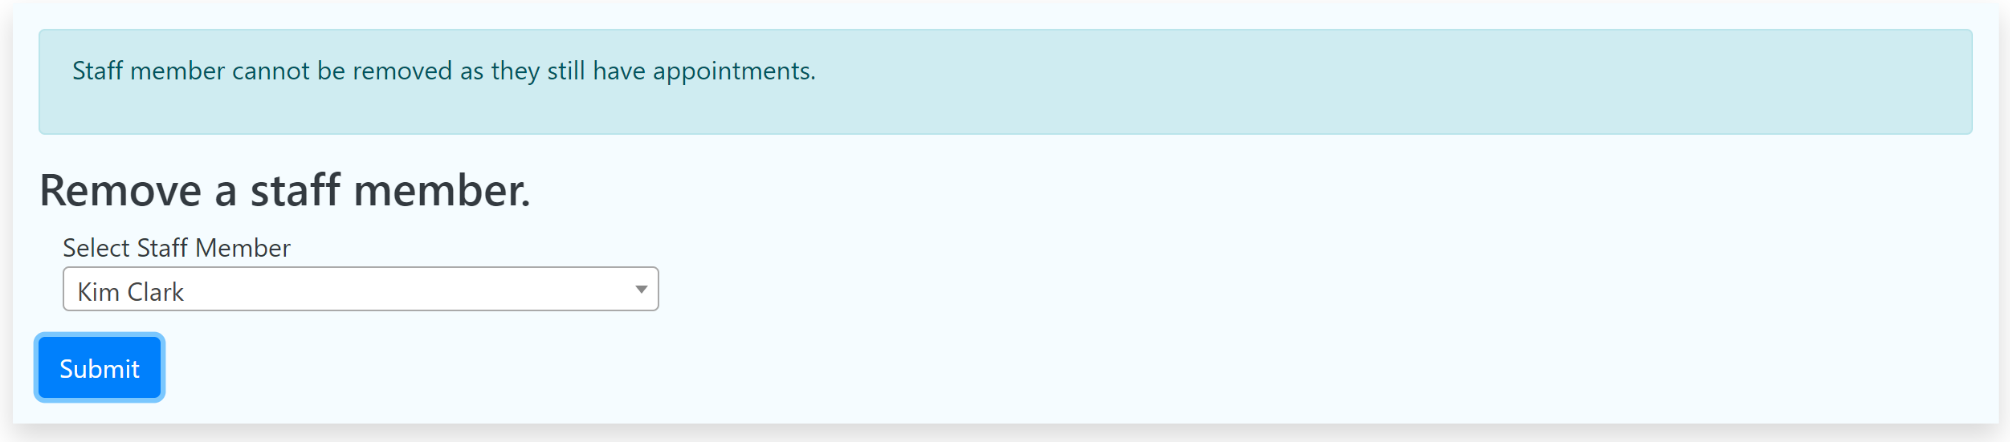 Staff member cannot be removed as they still have appointments.
Remove a staff member.
Select Staff Member
Kim Clark
Submit